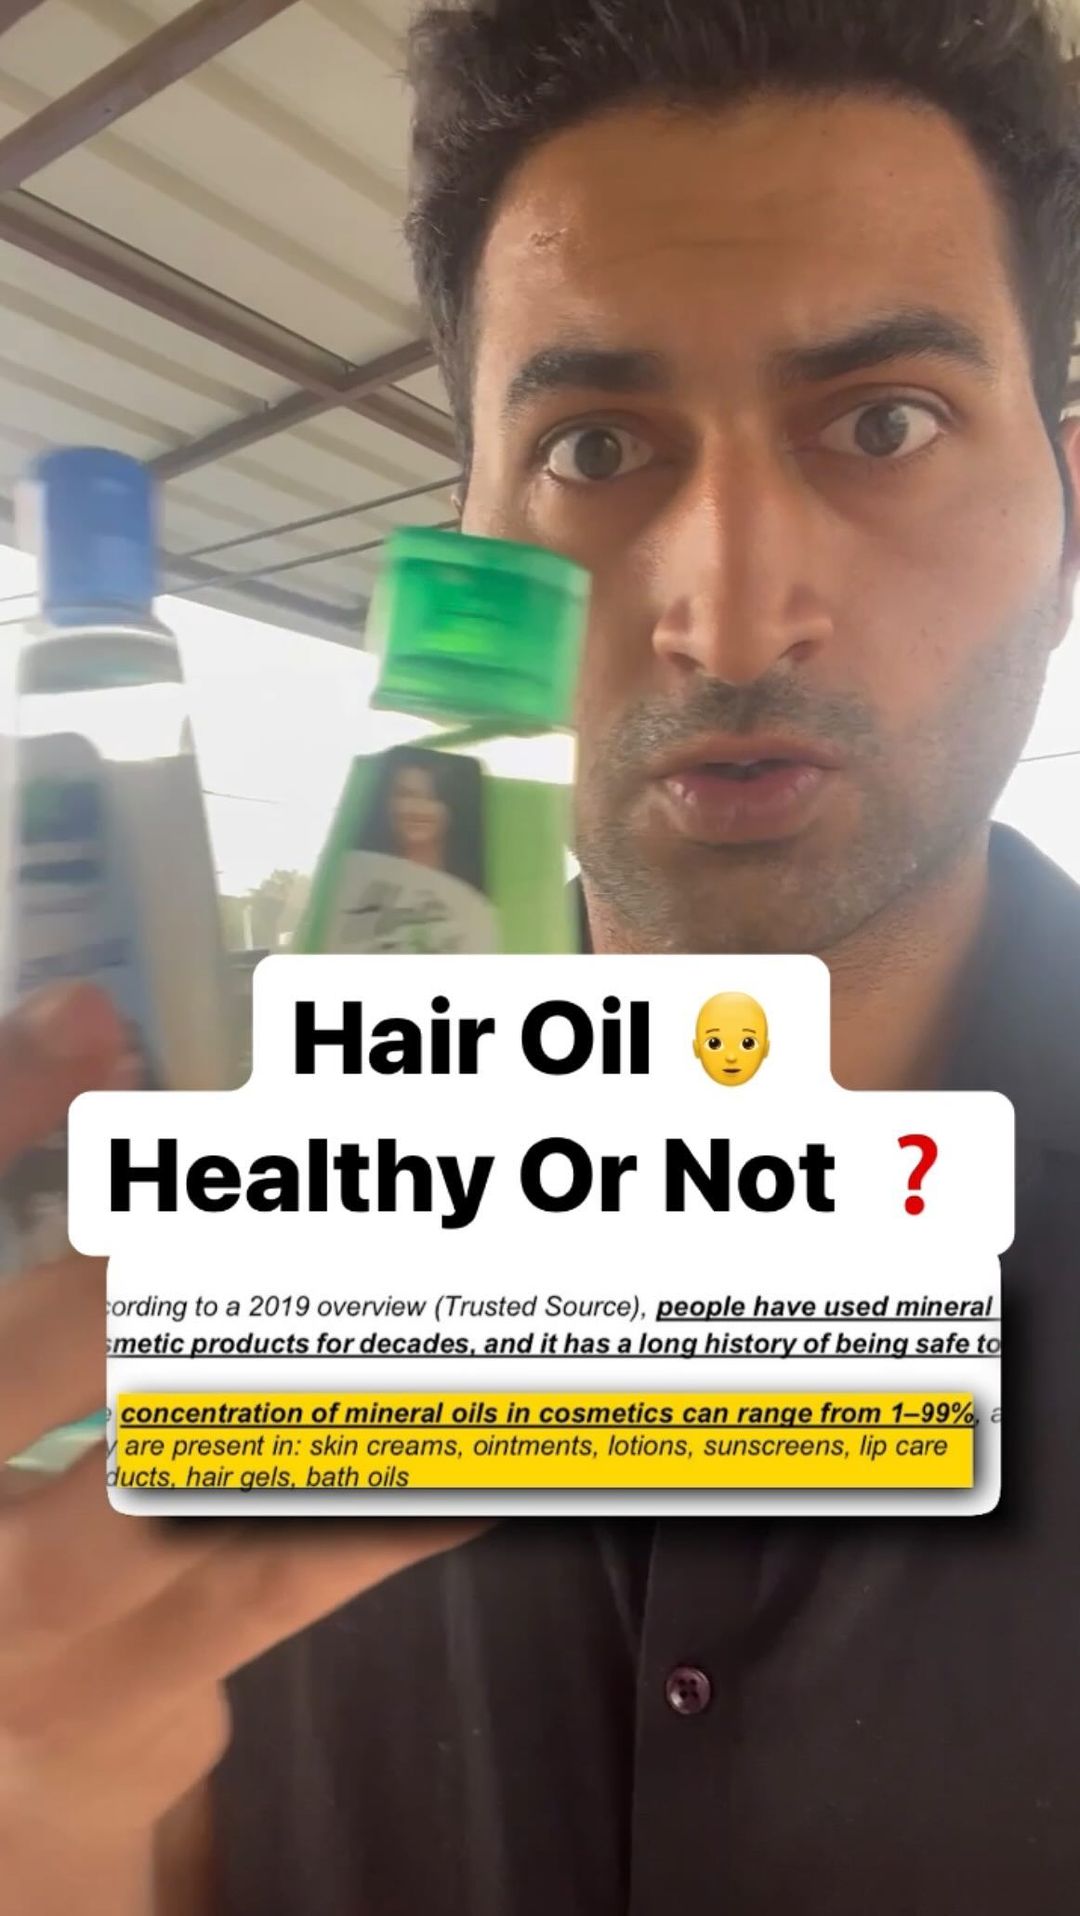 Hair Oil
Healthy Or Not ❓
cording to a 2019 overview (Trusted Source), people have used mineral
smetic products for decades, and it has a long history of being safe to
concentration of mineral oils in cosmetics can range from 1–99%,
are present in: skin creams, ointments, lotions, sunscreens, lip care
ducts, hair gels, bath oils